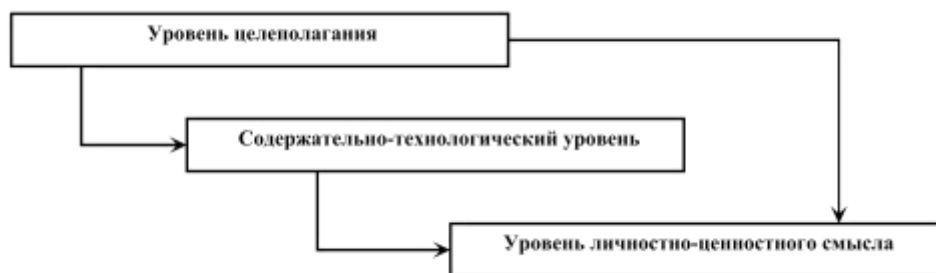 Уровень целеполагания
Содержательно-технологический уровень
Уровень личностно-ценностного смысла